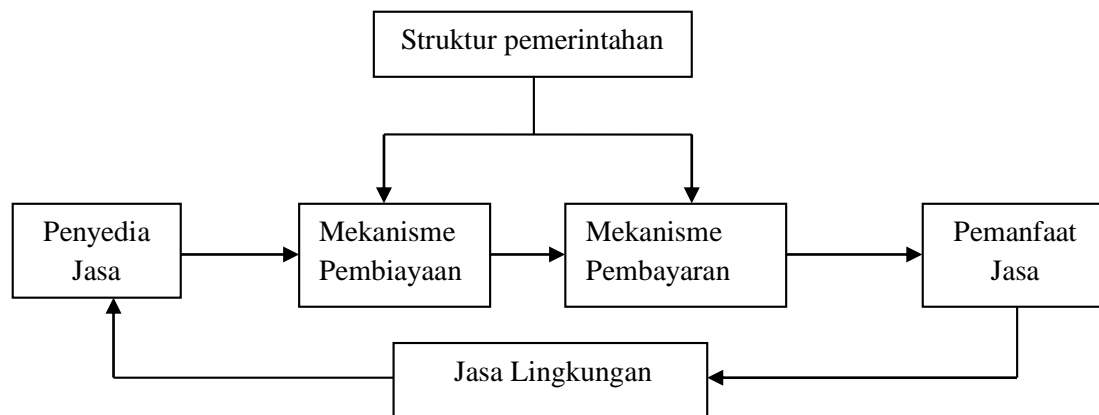 Struktur pemerintahan
Penyedia
Jasa
Mekanisme
Pembiayaan
Mekanisme
Pembayaran
Pemanfaat
Jasa
Jasa Lingkungan